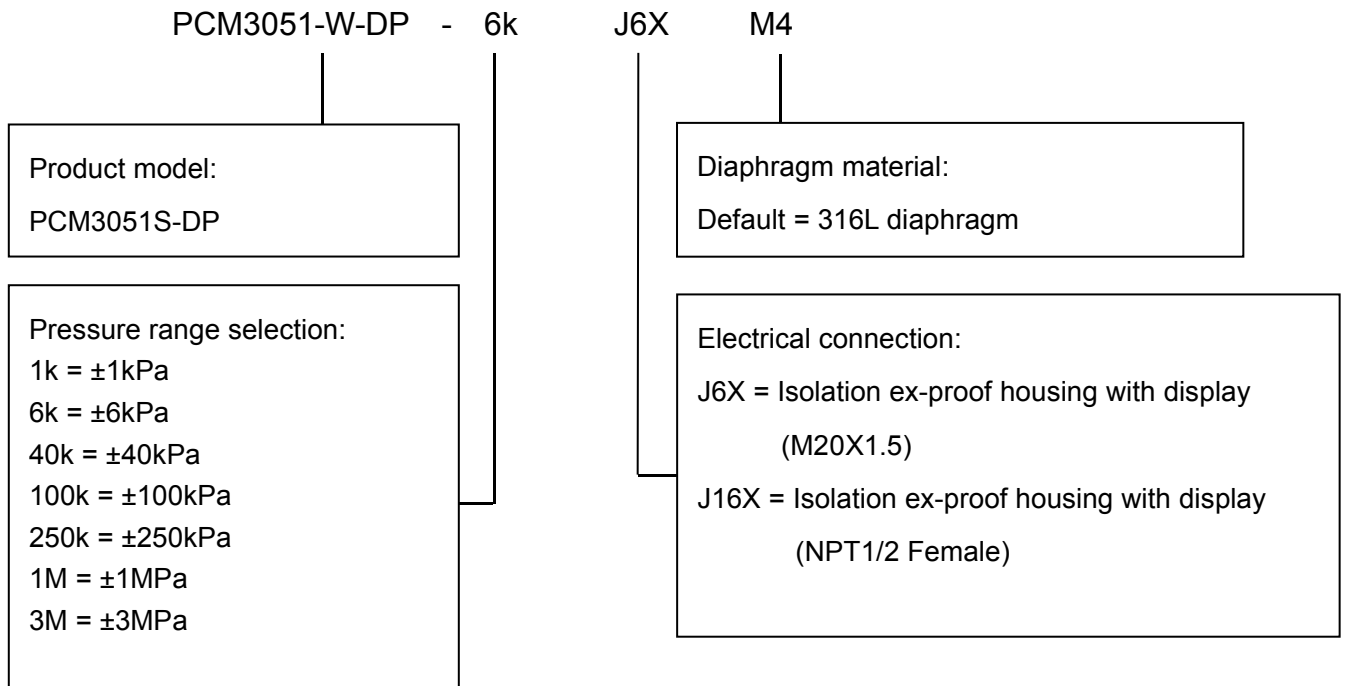 PCM3051-W-DP - 6k J6X M4
Product model:
PCM3051S-DP
Diaphragm material:
Default = 316L diaphragm
Pressure range selection:
1k = ±1kPa
6k = ±6kPa
40k = ±40kPa
100k = ±100kPa
250k = ±250kPa
1M = ±1MPa
3M = ±3MPa
Electrical connection:
J6X = Isolation ex-proof housing with display
(M20X1.5)
J16X = Isolation ex-proof housing with display
(NPT1/2 Female)